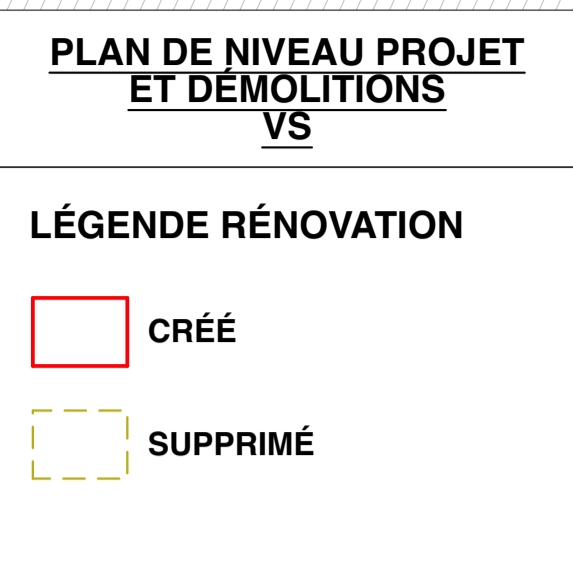 PLAN DE NIVEAU PROJET
ET DÉMOLITIONS
VS
LÉGENDE RÉNOVATION
CRÉÉ
SUPPRIMÉ